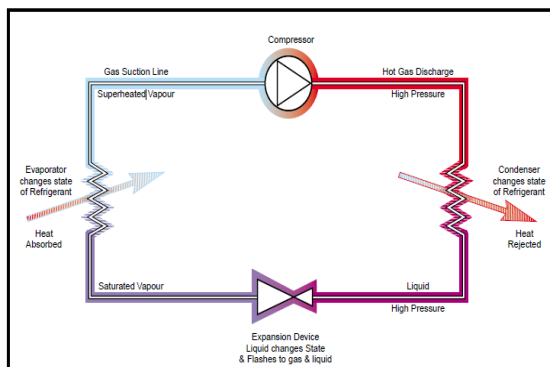 Compressor
Gas Suction Line
Hot Gas Discharge
Superheated Vapour
High Pressure
Evaporator
changes state
of Refrigerant
Condenser
changes state
of Refrigerant
Heat
Absorbed
Heat
Rejected
Saturated Vapour
Liquid
High Pressure
Expansion Device
Liquid changes State
& Flashes to gas & liquid